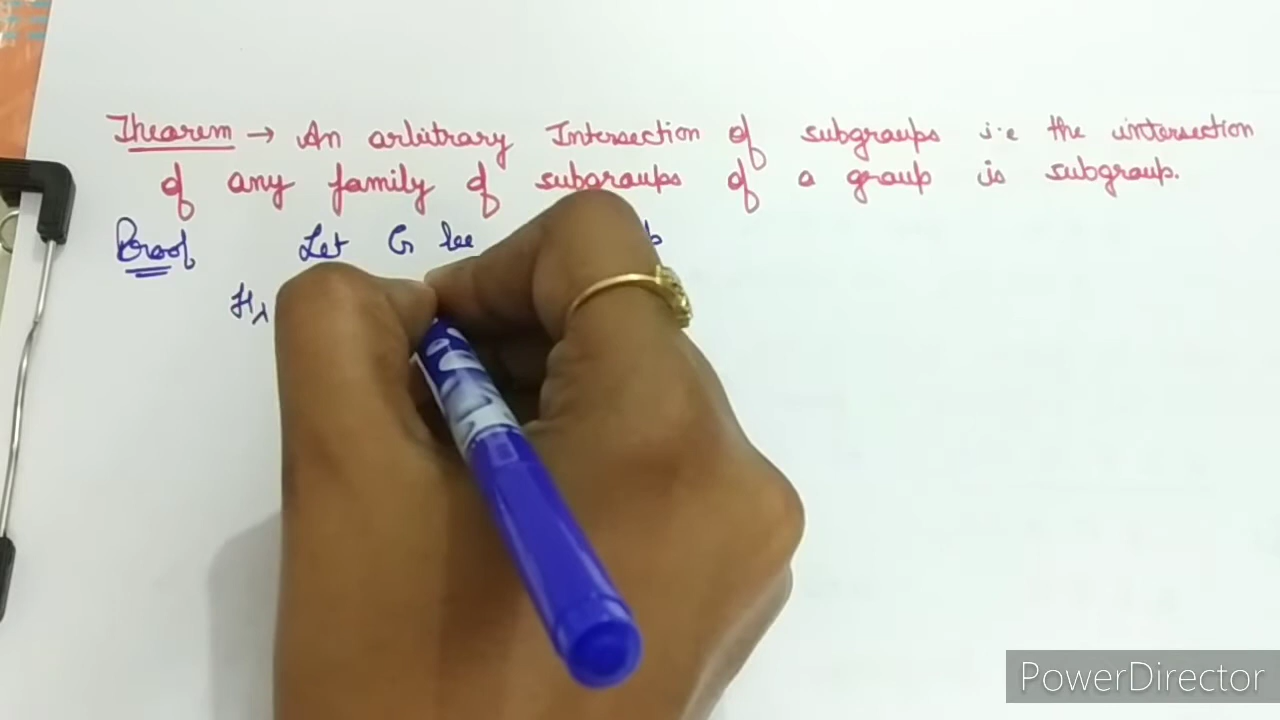 Theorem → An arbitrary Intersection of subgroups i.e the intersection
of any family of subgroups of a group is subgroup.
Proof Let G be
Hλ
PowerDirector